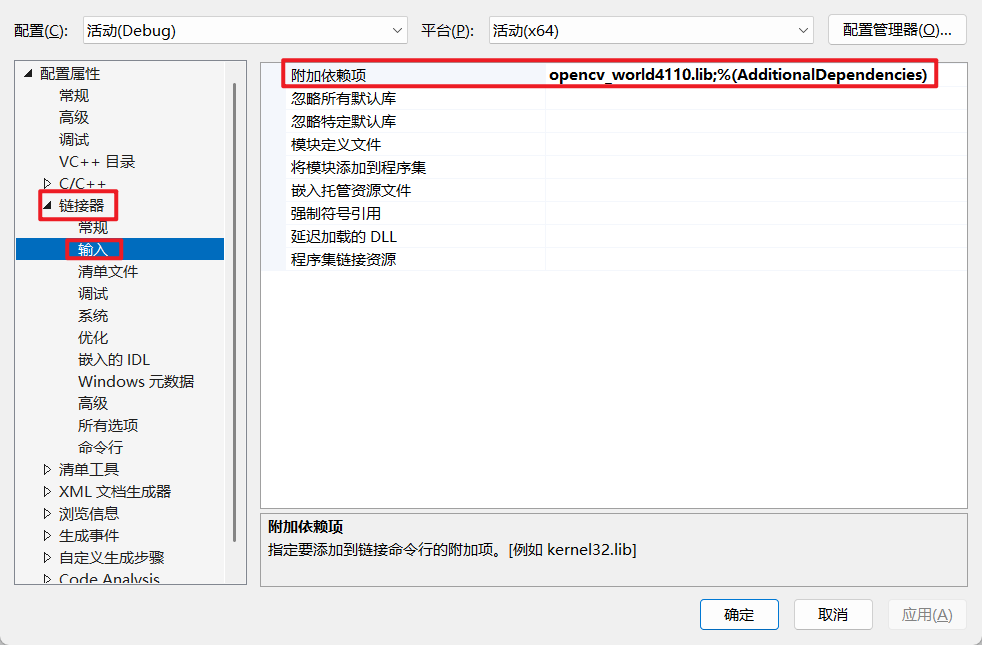 配置(C): 活动(Debug) 平台(P): 活动(x64) 配置管理器(O)...
配置属性
常规
高级
调试
VC++ 目录
C/C++
链接器
常规
输入
清单文件
调试
系统
优化
嵌入的 IDL
Windows 元数据
高级
所有选项
命令行
清单工具
XML 文档生成器
浏览信息
生成事件
自定义生成步骤
Code Analysis
附加依赖项 opencv_world4110.lib;%(AdditionalDependencies)
忽略所有默认库
忽略特定默认库
模块定义文件
将模块添加到程序集
嵌入托管资源文件
强制符号引用
延迟加载的 DLL
程序集链接资源
附加依赖项
指定要添加到链接命令行的附加项。[例如 kernel32.lib]
确定 取消 应用(A)